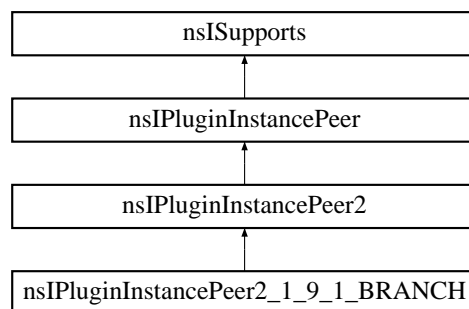 nsISupports
nsIPluginInstancePeer
nsIPluginInstancePeer2
nsIPluginInstancePeer2_1_9_1_BRANCH